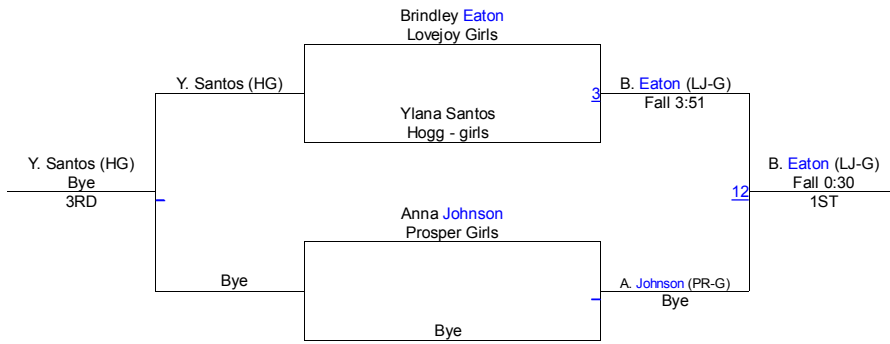 Brindley Eaton
Lovejoy Girls
Y. Santos (HG)
3
B. Eaton (LJ-G)
Fall 3:51
Ylana Santos
Hogg - girls
Y. Santos (HG)
Bye
3RD
12
B. Eaton (LJ-G)
Fall 0:30
1ST
Anna Johnson
Prosper Girls
Bye
A. Johnson (PR-G)
Bye
Bye